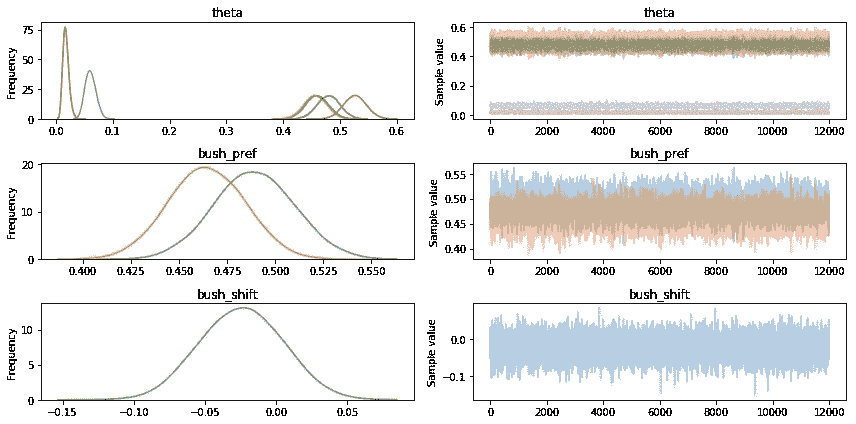 theta
Frequency
75
50
25
0
0.0 0.1 0.2 0.3 0.4 0.5 0.6
theta
Sample value
0.6
0.4
0.2
0.0
0 2000 4000 6000 8000 10000 12000
bush_pref
Frequency
20
10
0
0.400 0.425 0.450 0.475 0.500 0.525 0.550
bush_pref
Sample value
0.55
0.50
0.45
0.40
0 2000 4000 6000 8000 10000 12000
bush_shift
Frequency
10
5
0
−0.15 −0.10 −0.05 0.00 0.05
bush_shift
Sample value
0.0
−0.1
0 2000 4000 6000 8000 10000 12000